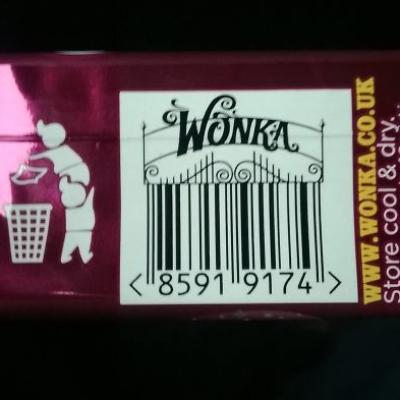 WONKA
< 8591 9174 >
WWW.WONKA.CO.UK
Store cool & dry.